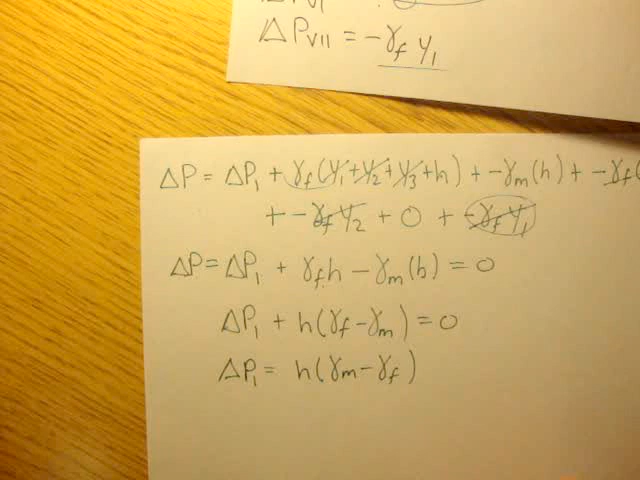 ΔP_VII = -γ_f y_1
ΔP = ΔP_1 + γ_f(y_1+y_2+y_3+h) + -γ_m(h) + -γ_f(
+ -γ_f y_2 + 0 + -γ_f y_1
ΔP = ΔP_1 + γ_f h - γ_m(h) = 0
ΔP_1 + h(γ_f - γ_m) = 0
ΔP_1 = h(γ_m - γ_f)